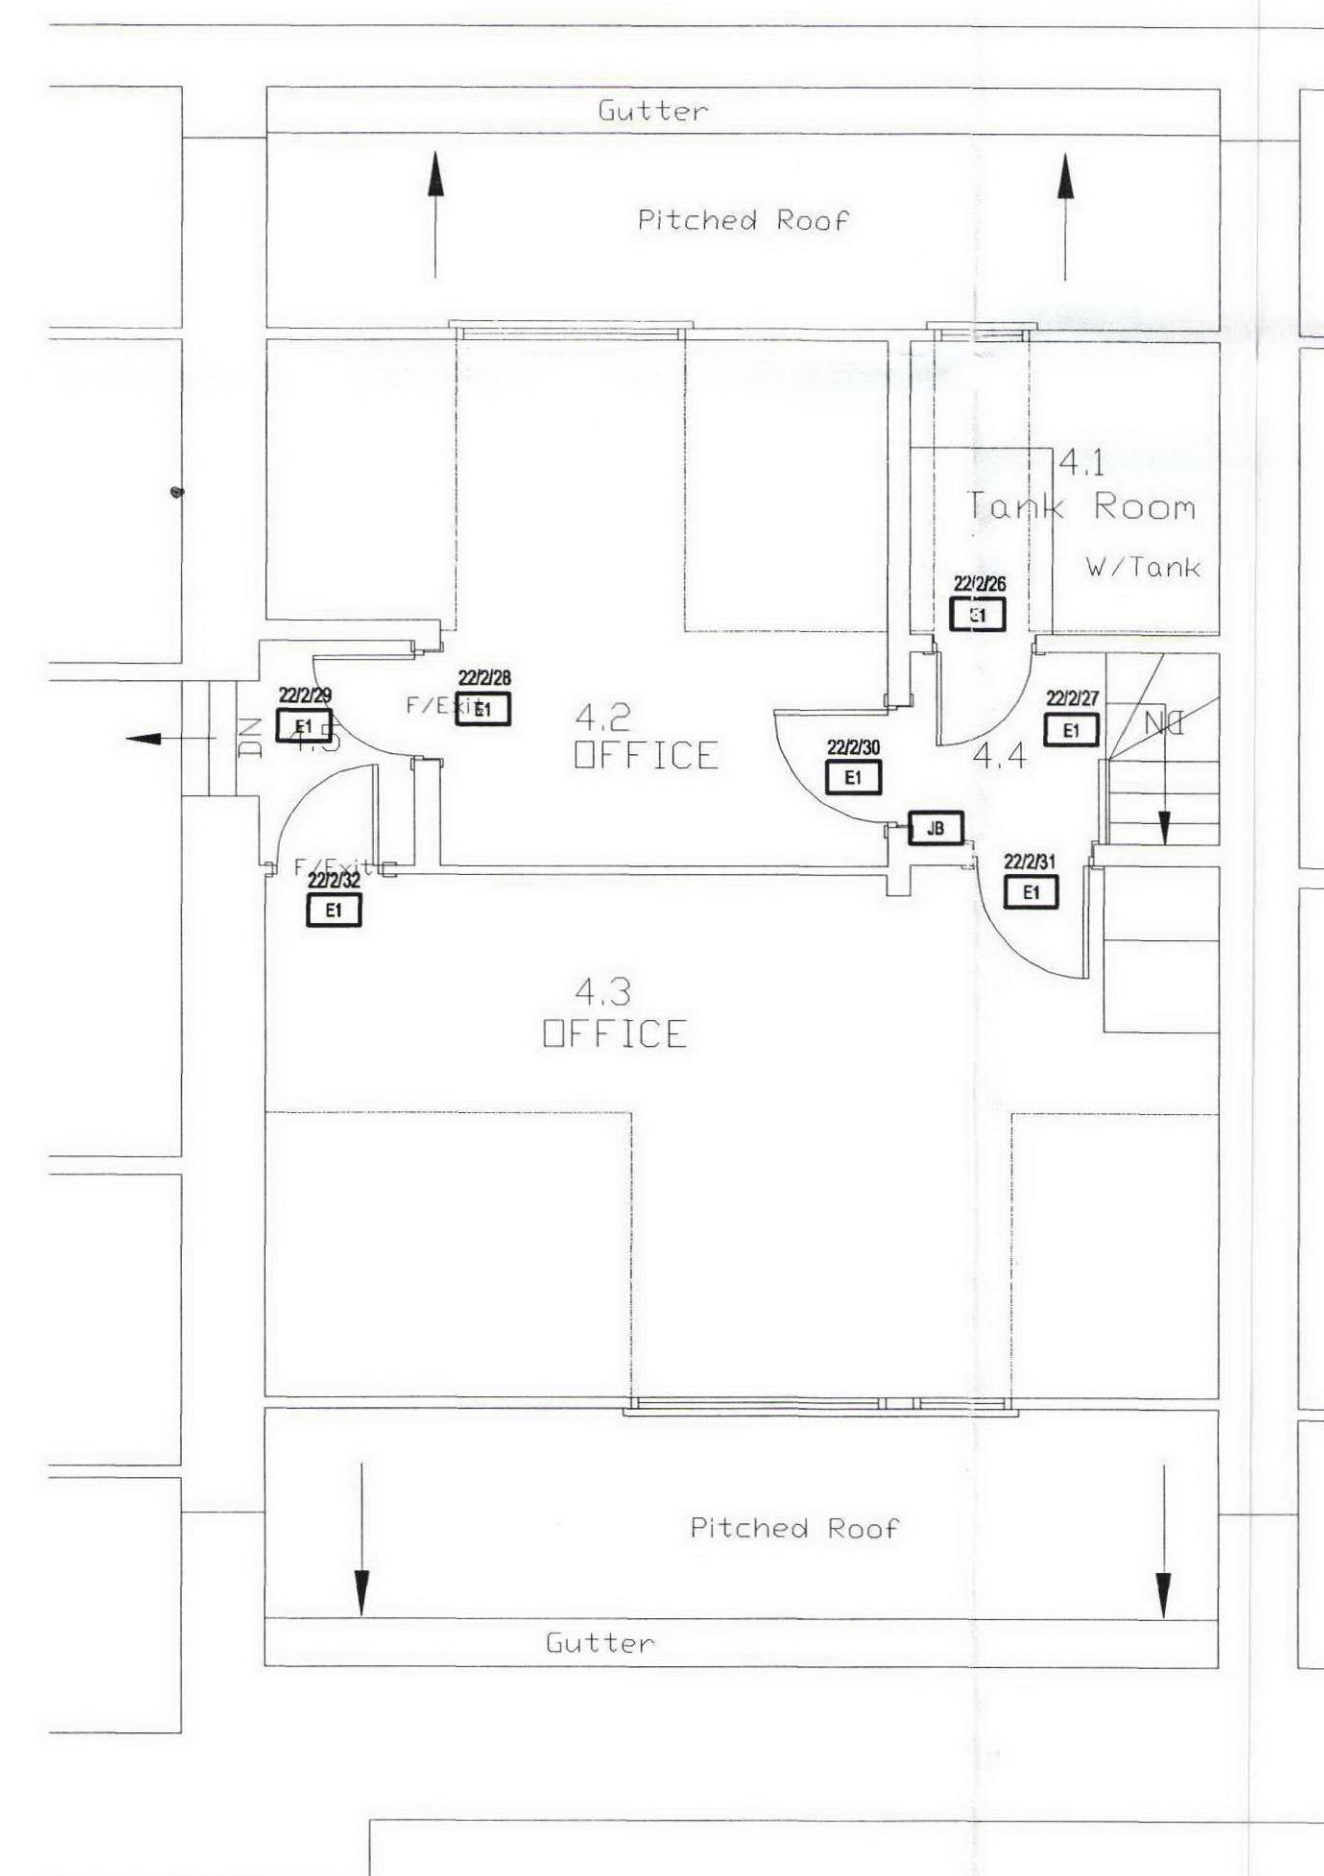 Gutter
Pitched Roof
4.1
Tank Room
W/Tank
22/2/26
E1
22/2/28
F/Exit
E1
22/2/29
E1
DN
22/2/27
E1
DN
4.2
OFFICE
22/2/30
E1
4.4
JB
F/Exit
22/2/32
E1
22/2/31
E1
4.3
OFFICE
Pitched Roof
Gutter